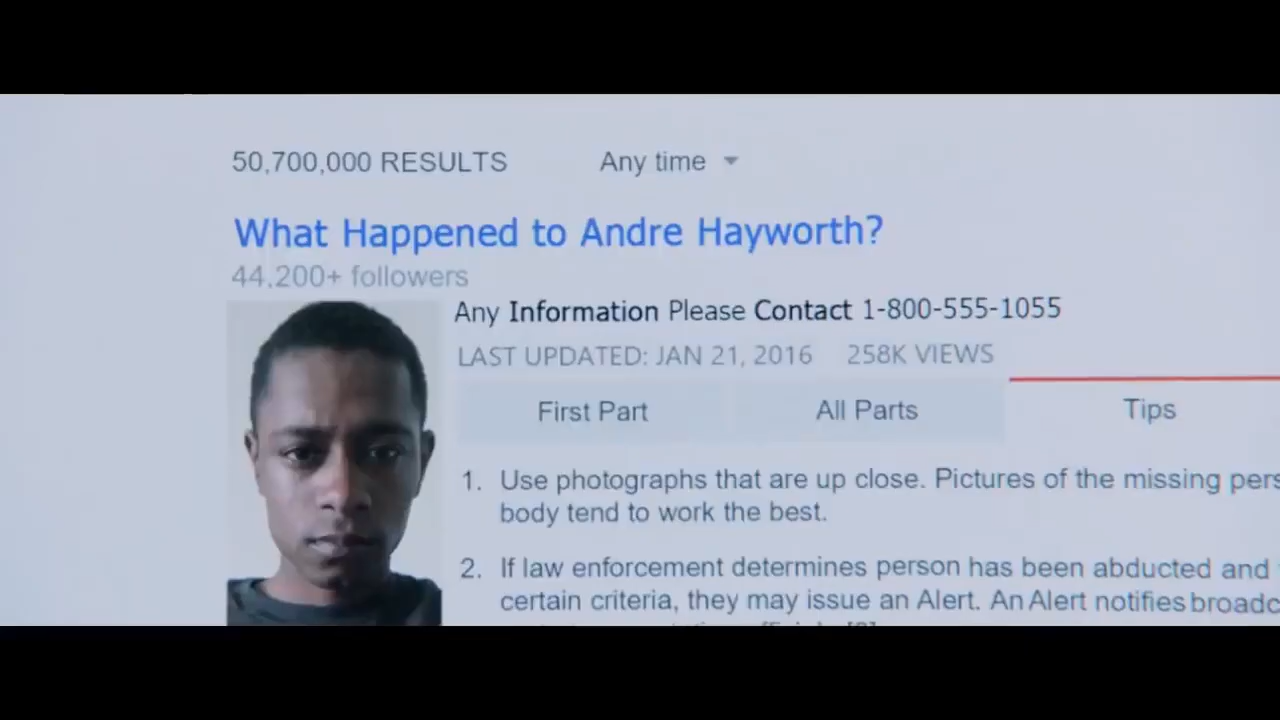 50,700,000 RESULTS Any time
What Happened to Andre Hayworth?
44,200+ followers
Any Information Please Contact 1-800-555-1055
LAST UPDATED: JAN 21, 2016 258K VIEWS
First Part All Parts Tips
1. Use photographs that are up close. Pictures of the missing pers
body tend to work the best.
2. If law enforcement determines person has been abducted and
certain criteria, they may issue an Alert. An Alert notifies broadc